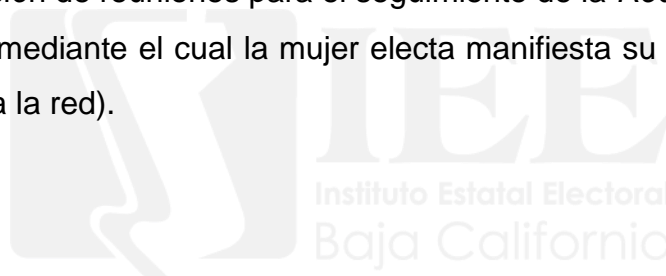 ción de reuniones para el seguimiento de la
mediante el cual la mujer electa manifiesta su
a la red).
IEE
Instituto Estatal Electoral
Baja California